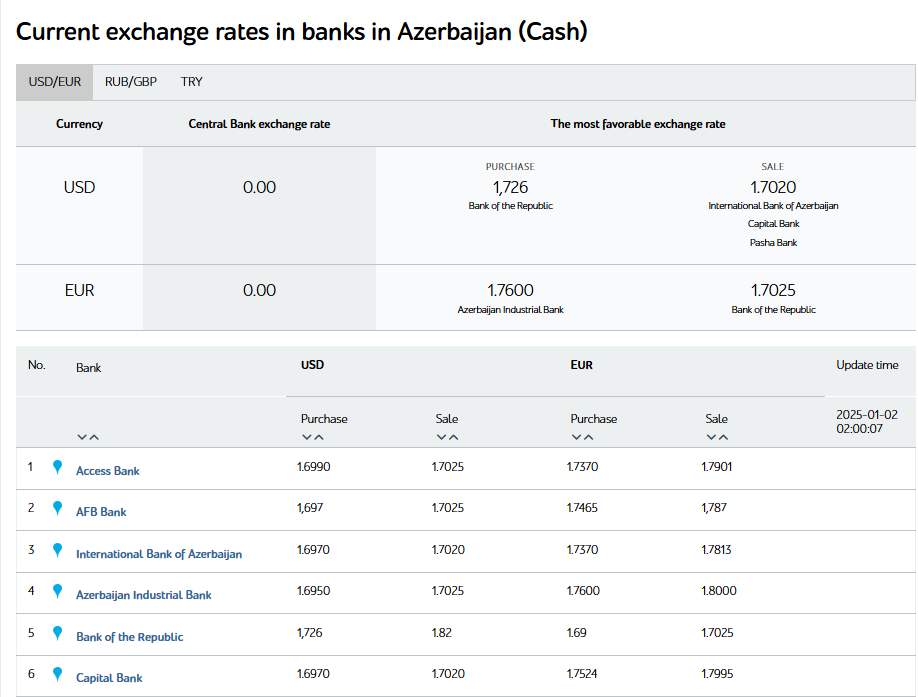 Current exchange rates in banks in Azerbaijan (Cash)
USD/EUR RUB/GBP TRY
Currency Central Bank exchange rate The most favorable exchange rate
PURCHASE SALE
USD 0.00 1,726 1.7020
Bank of the Republic International Bank of Azerbaijan
Capital Bank
Pasha Bank
EUR 0.00 1.7600 1.7025
Azerbaijan Industrial Bank Bank of the Republic
No. Bank USD EUR Update time
Purchase Sale Purchase Sale 2025-01-02
02:00:07
1 Access Bank 1.6990 1.7025 1.7370 1.7901
2 AFB Bank 1,697 1.7025 1.7465 1,787
3 International Bank of Azerbaijan 1.6970 1.7020 1.7370 1.7813
4 Azerbaijan Industrial Bank 1.6950 1.7025 1.7600 1.8000
5 Bank of the Republic 1,726 1.82 1.69 1.7025
6 Capital Bank 1.6970 1.7020 1.7524 1.7995